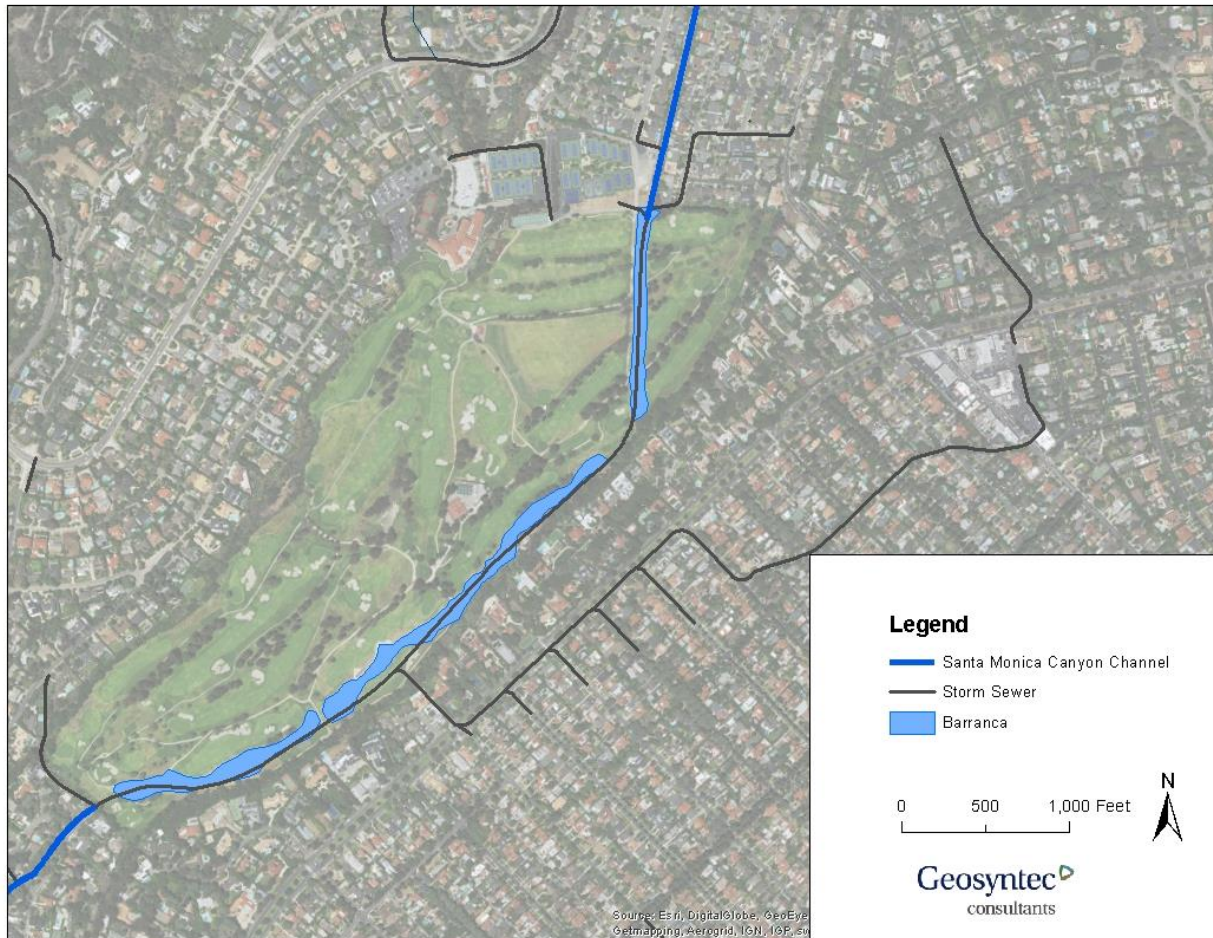 Legend
Santa Monica Canyon Channel
Storm Sewer
Barranca
N
0 500 1,000 Feet
Geosyntec
consultants
Source: Esri, DigitalGlobe, GeoEye
Getmapping, Aerogrid, IGN, IGP, sw